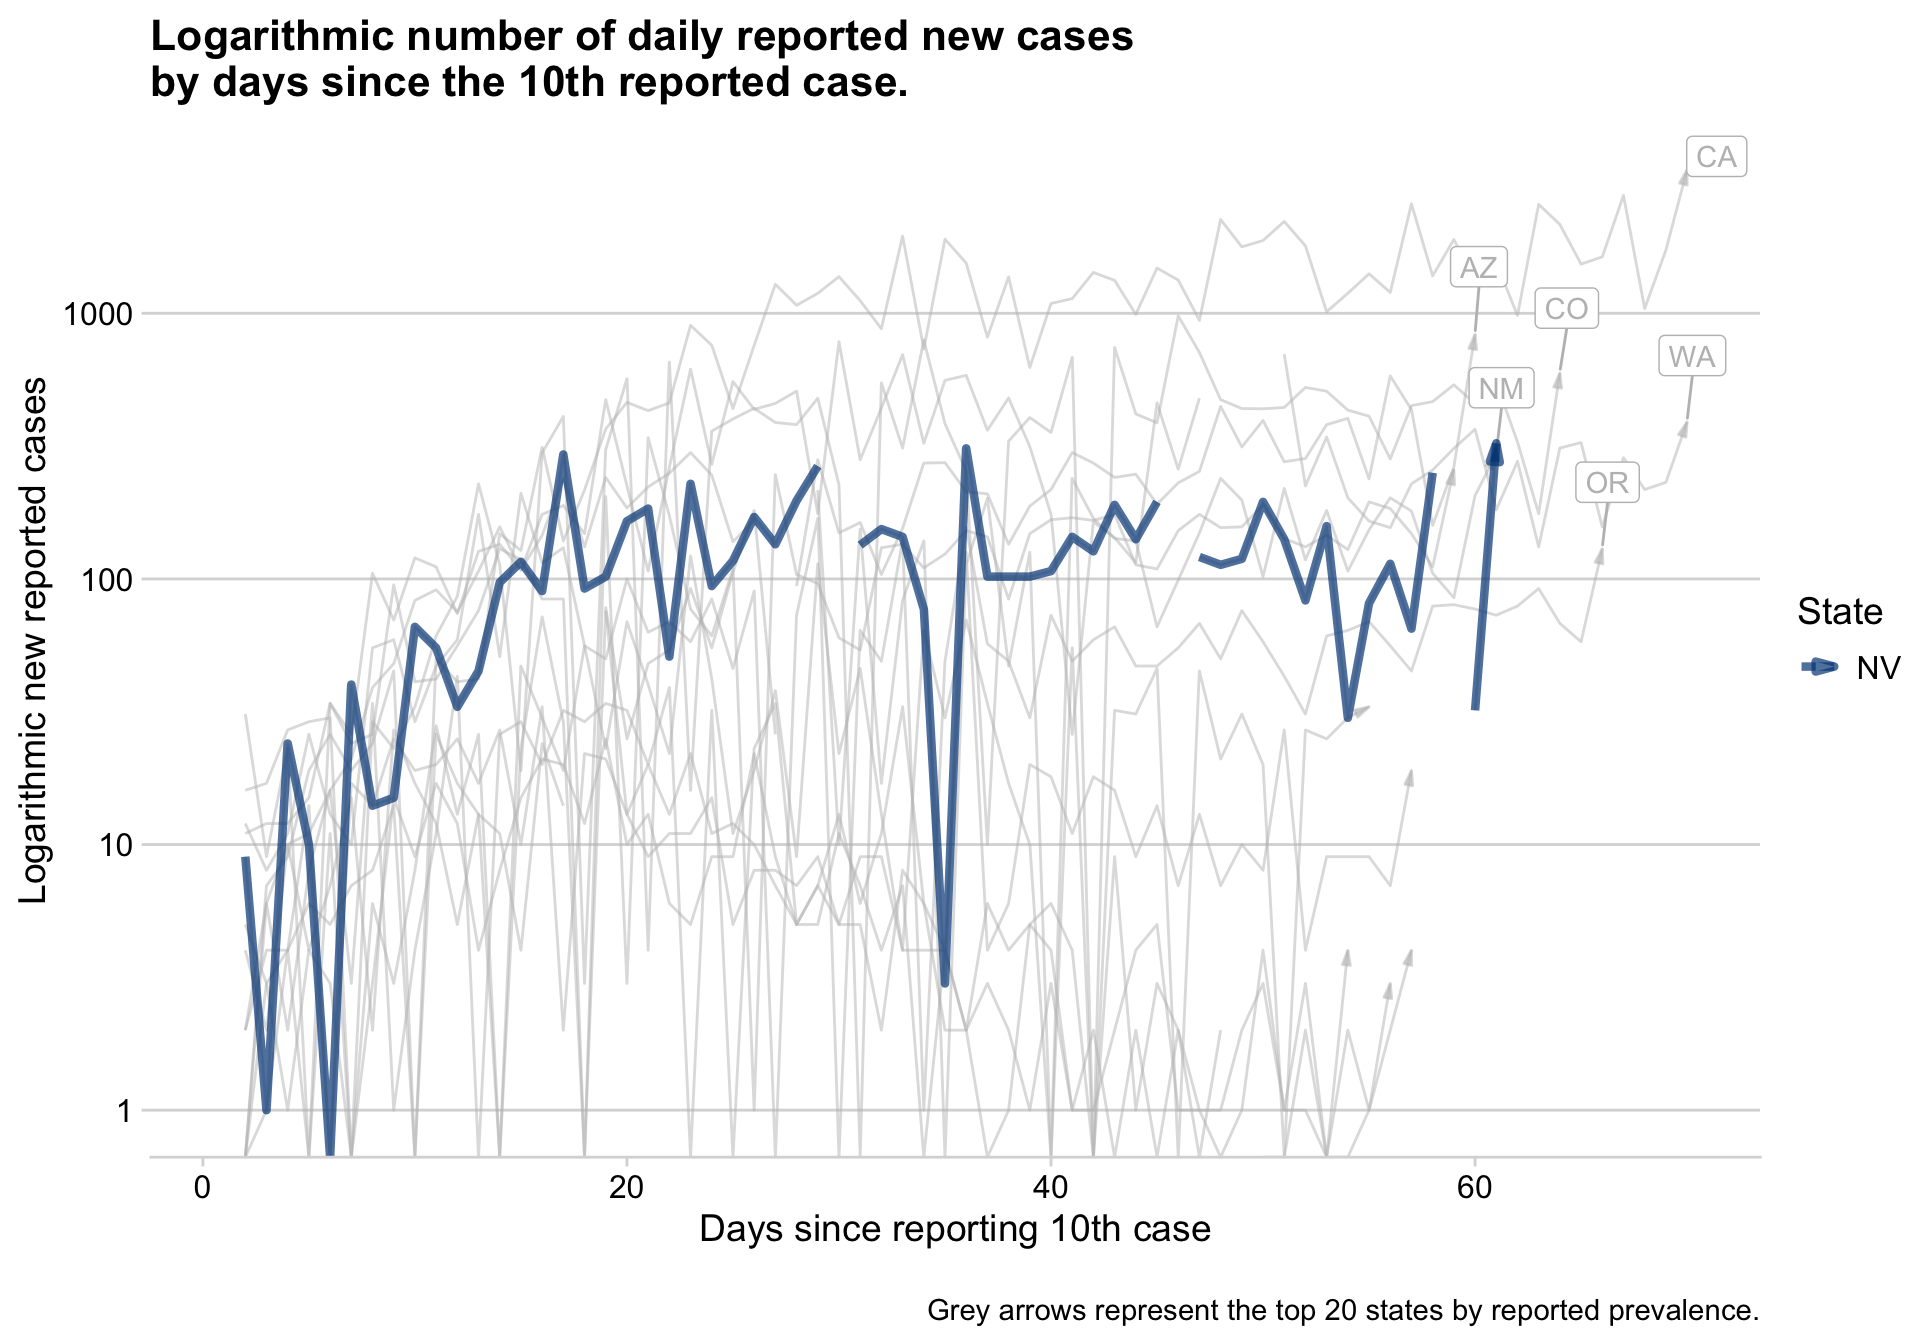 Logarithmic number of daily reported new cases
by days since the 10th reported case.
CA
AZ
CO
WA
NM
OR
1000
100
10
1
Logarithmic new reported cases
0
20
40
60
Days since reporting 10th case
State
NV
Grey arrows represent the top 20 states by reported prevalence.